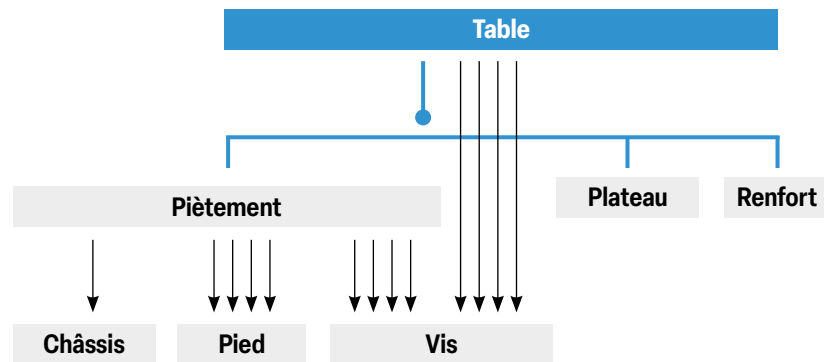 Table
Piètement
Plateau
Renfort
Châssis
Pied
Vis